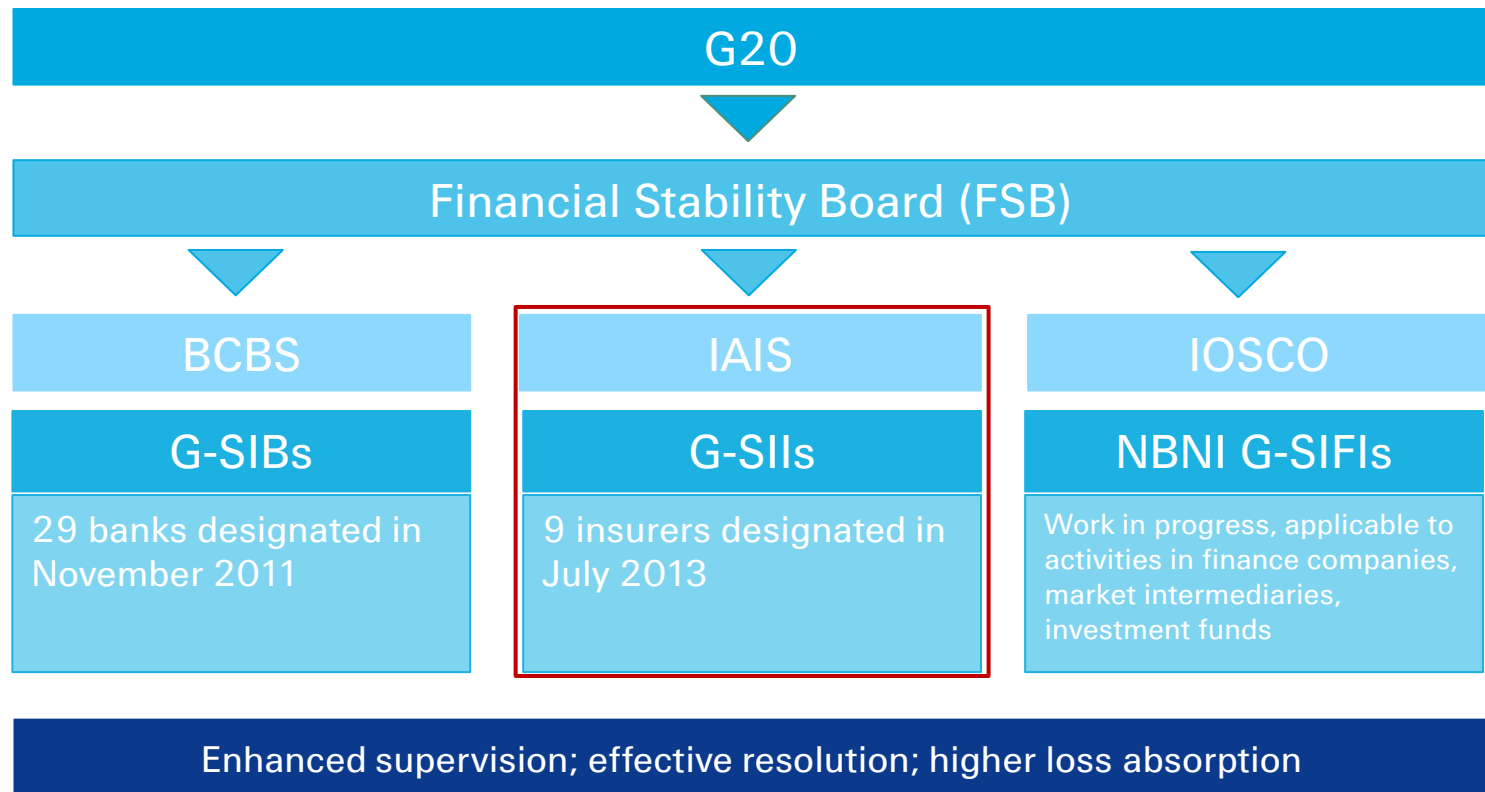 G20
Financial Stability Board (FSB)
BCBS
G-SIBs
29 banks designated in
November 2011
IAIS
G-SIIs
9 insurers designated in
July 2013
IOSCO
NBNI G-SIFIs
Work in progress, applicable to
activities in finance companies,
market intermediaries,
investment funds
Enhanced supervision; effective resolution; higher loss absorption